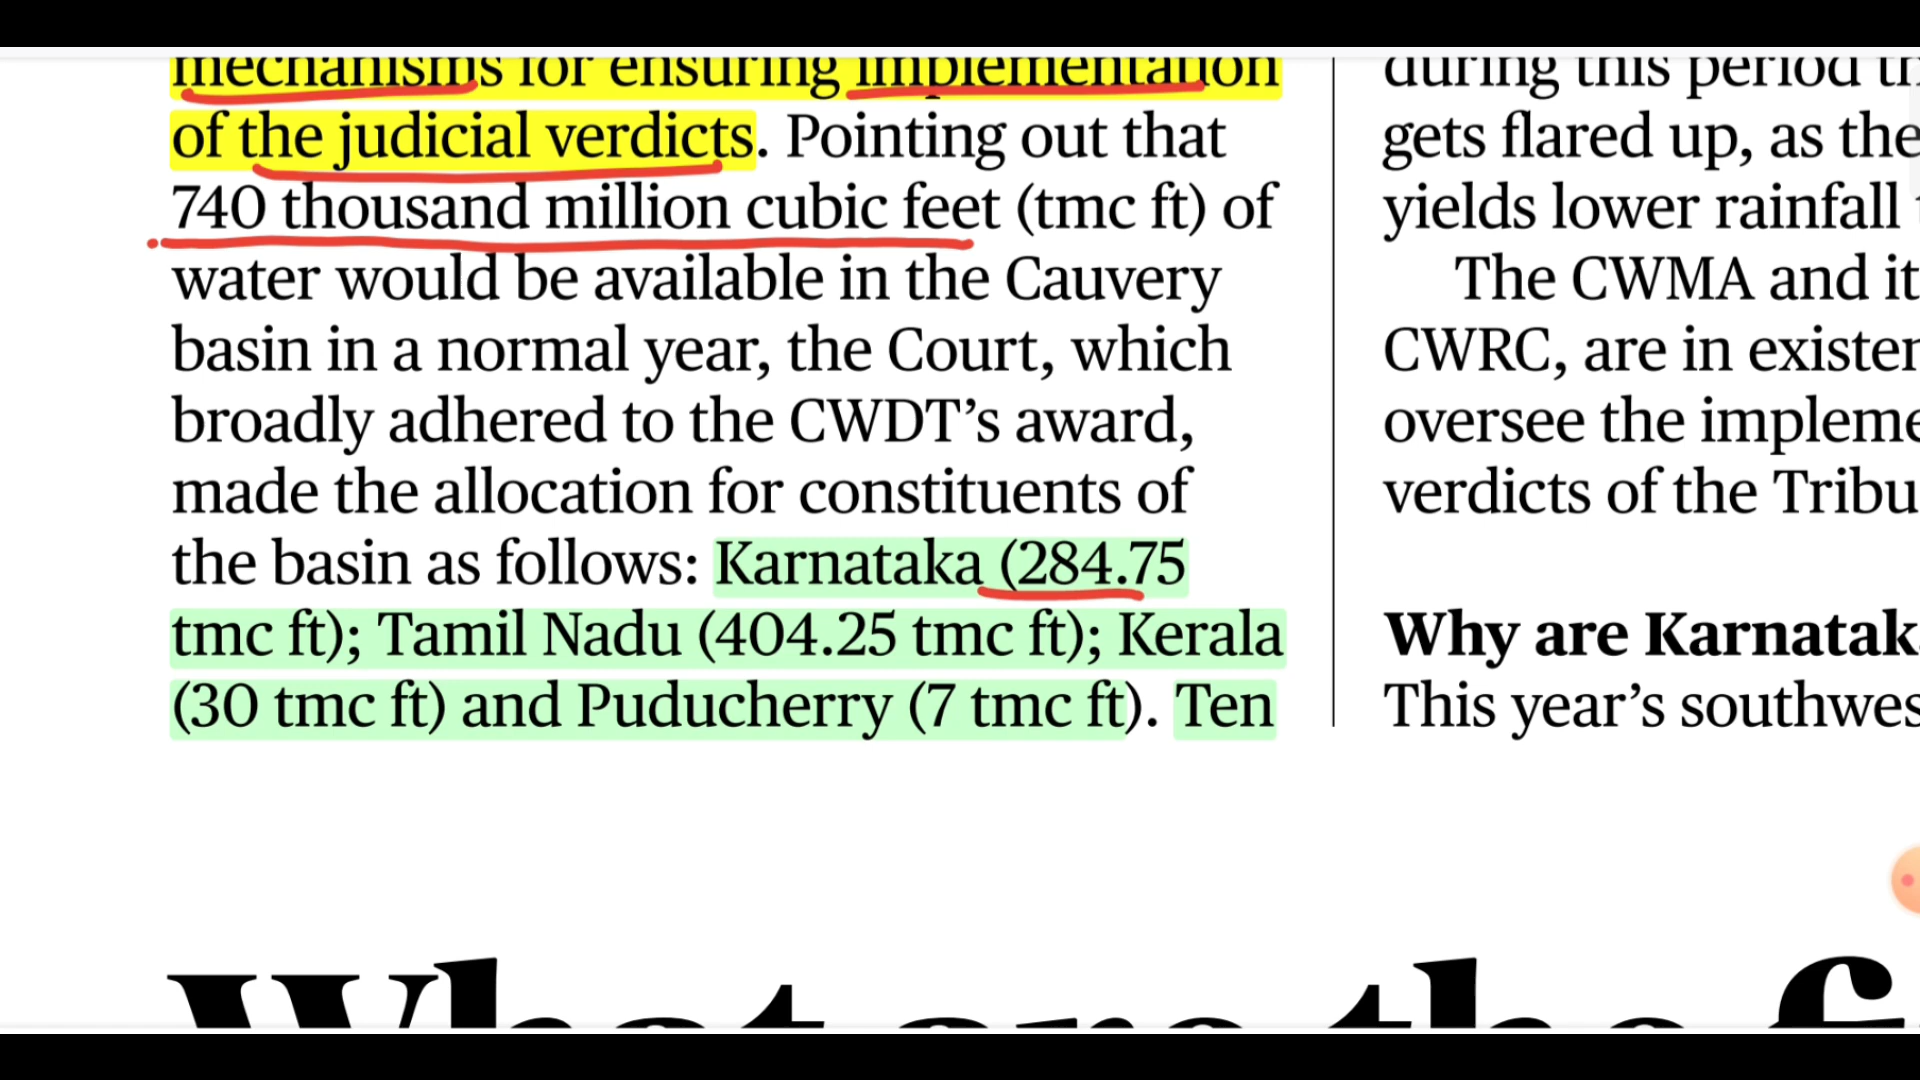 mechanisms for ensuring implementation
of the judicial verdicts. Pointing out that
740 thousand million cubic feet (tmc ft) of
water would be available in the Cauvery
basin in a normal year, the Court, which
broadly adhered to the CWDT’s award,
made the allocation for constituents of
the basin as follows: Karnataka (284.75
tmc ft); Tamil Nadu (404.25 tmc ft); Kerala
(30 tmc ft) and Puducherry (7 tmc ft). Ten
during this period
gets flared up, as the
yields lower rainfall
The CWMA and it
CWRC, are in
oversee the
verdicts of the
Why are
This year’s
What are the